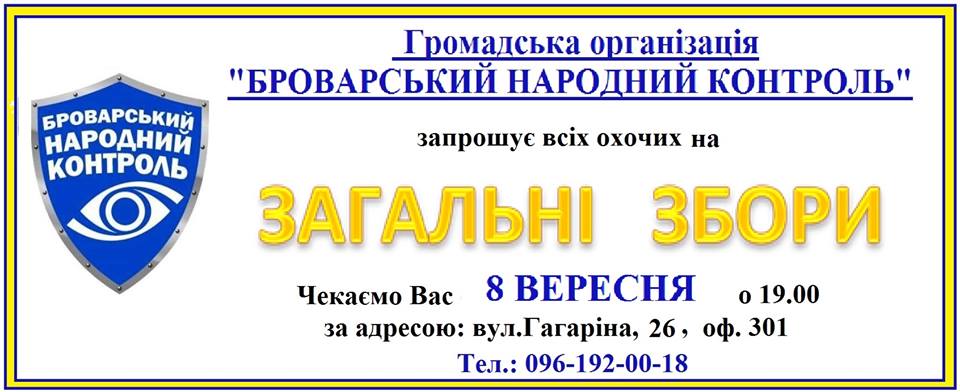 Громадська організація
"БРОВАРСЬКИЙ НАРОДНИЙ КОНТРОЛЬ"
БРОВАРСЬКИЙ
НАРОДНИЙ
КОНТРОЛЬ
запрошує всіх охочих на
ЗАГАЛЬНІ ЗБОРИ
Чекаємо Вас 8 ВЕРЕСНЯ о 19.00
за адресою: вул.Гагаріна, 26 , оф. 301
Тел.: 096-192-00-18